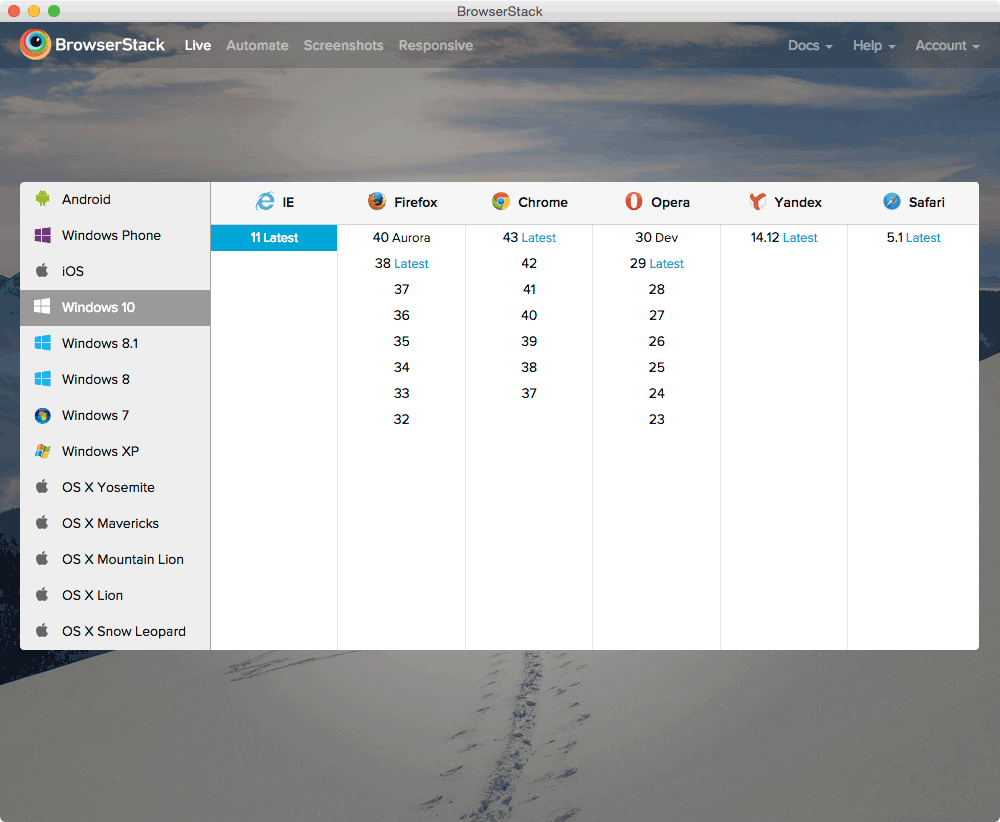 BrowserStack
BrowserStack Live Automate Screenshots Responsive Docs Help Account
Android
Windows Phone
iOS
Windows 10
Windows 8.1
Windows 8
Windows 7
Windows XP
OS X Yosemite
OS X Mavericks
OS X Mountain Lion
OS X Lion
OS X Snow Leopard
IE Firefox Chrome Opera Yandex Safari
11 Latest 40 Aurora 43 Latest 30 Dev 14.12 Latest 5.1 Latest
38 Latest 42 29 Latest
37 41 28
36 40 27
35 39 26
34 38 25
33 37 24
32 23